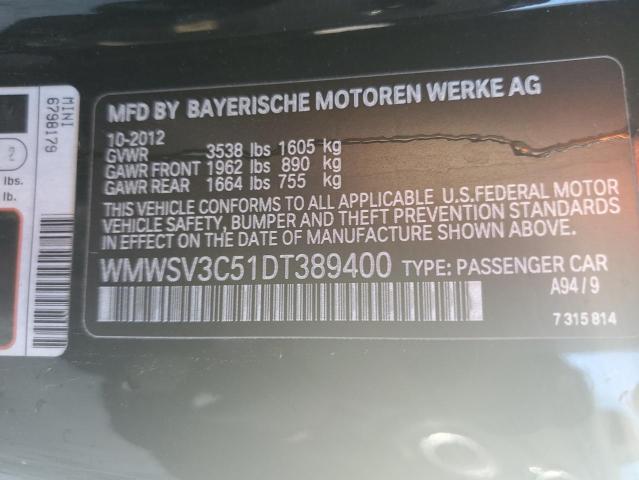 MFD BY BAYERISCHE MOTOREN WERKE AG
10-2012
GVWR 3538 lbs 1605 kg
GAWR FRONT 1962 lbs 890 kg
GAWR REAR 1664 lbs 755 kg
THIS VEHICLE CONFORMS TO ALL APPLICABLE U.S.FEDERAL MOTOR
VEHICLE SAFETY, BUMPER AND THEFT PREVENTION STANDARDS
IN EFFECT ON THE DATE OF MANUFACTURE SHOWN ABOVE.
WMWSV3C51DT389400 TYPE: PASSENGER CAR
A94/9
7315814
MINI
6798179
2
lbs.
lb.